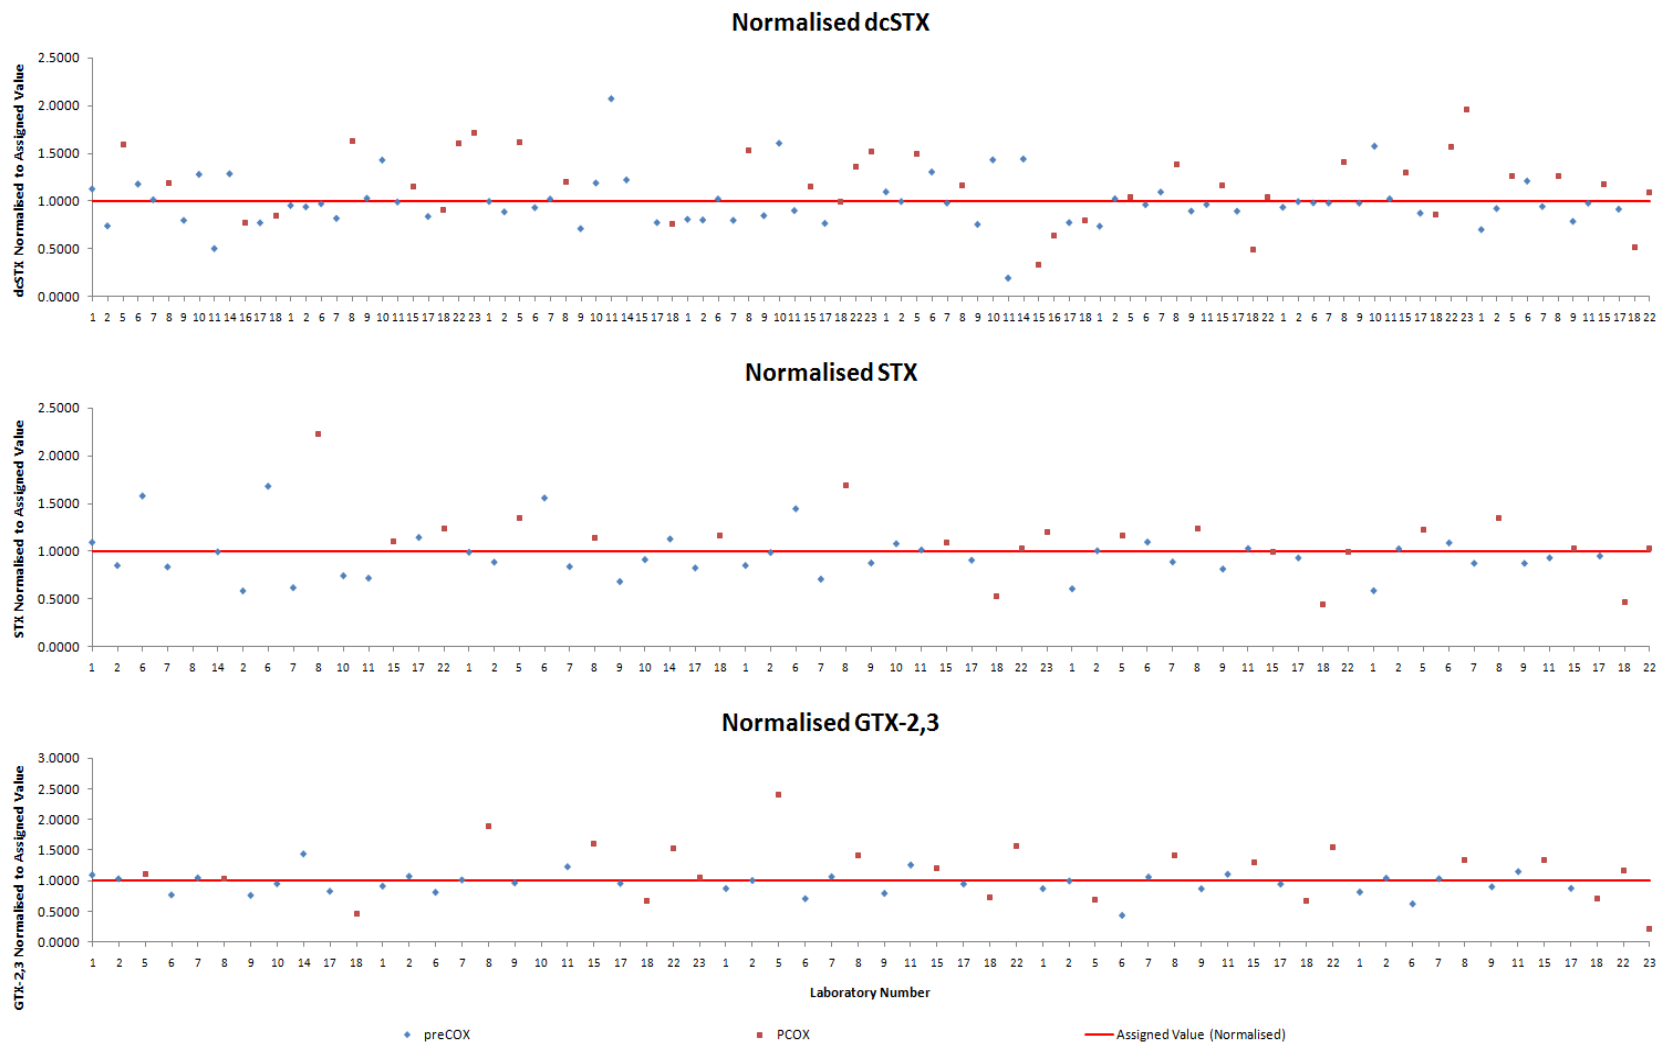 Normalised dcSTX
dcSTX Normalised to Assigned Value
2.5000
2.0000
1.5000
1.0000
0.5000
0.0000
1 2 5 6 7 8 9 10 11 14 16 17 18 1 2 6 7 8 9 10 11 15 17 18 22 23 1 2 5 6 7 8 9 10 11 14 15 17 18 1 2 6 7 8 9 10 11 15 17 18 22 23 1 2 5 6 7 8 9 10 11 14 15 16 17 18 1 2 5 6 7 8 9 11 15 17 18 22 1 2 6 7 8 9 10 11 15 17 18 22 23 1 2 5 6 7 8 9 11 15 17 18 22
Normalised STX
STX Normalised to Assigned Value
2.5000
2.0000
1.5000
1.0000
0.5000
0.0000
1 2 6 7 8 14 2 6 7 8 10 11 15 17 22 1 2 5 6 7 8 9 10 14 17 18 1 2 6 7 8 9 10 11 15 17 18 22 23 1 2 5 6 7 8 9 11 15 17 18 22 1 2 5 6 7 8 9 11 15 17 18 22
Normalised GTX-2,3
GTX-2,3 Normalised to Assigned Value
3.0000
2.5000
2.0000
1.5000
1.0000
0.5000
0.0000
1 2 5 6 7 8 9 10 14 17 18 1 2 6 7 8 9 10 11 15 17 18 22 23 1 2 5 6 7 8 9 11 15 17 18 22 1 2 5 6 7 8 9 11 15 17 18 22 1 2 6 7 8 9 11 15 17 18 22 23
Laboratory Number
preCOX PCOX Assigned Value (Normalised)